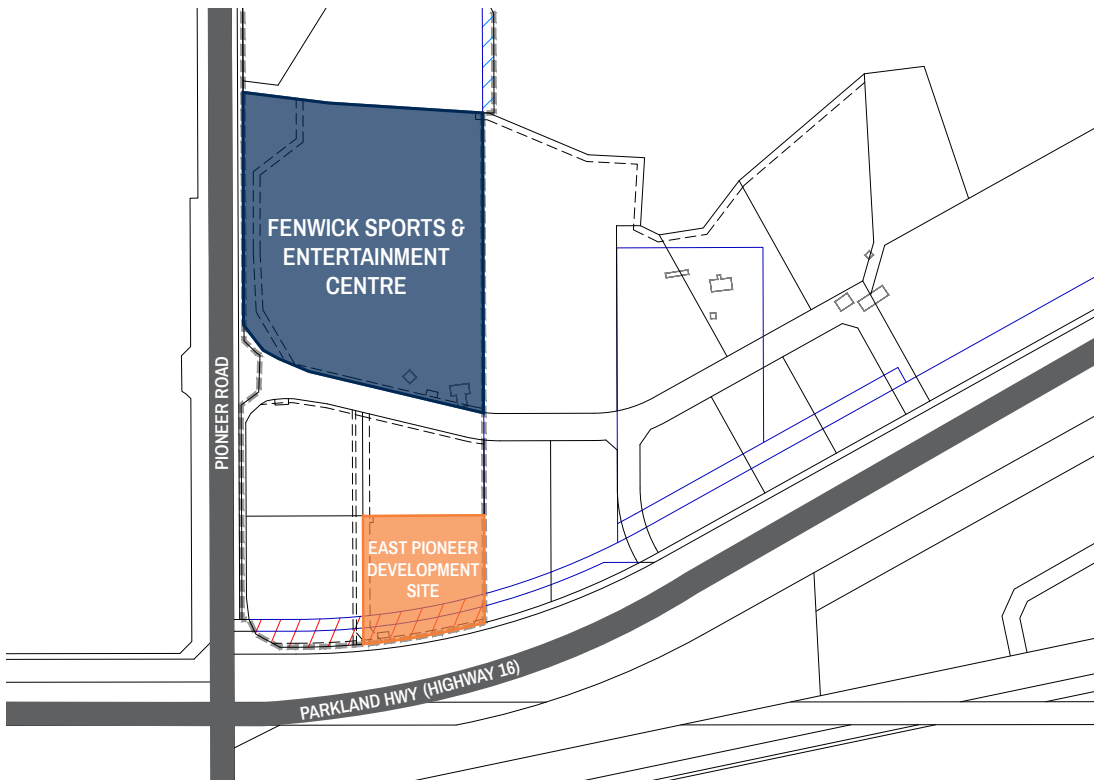 FENWICK SPORTS &
ENTERTAINMENT
CENTRE
PIONEER ROAD
EAST PIONEER
DEVELOPMENT
SITE
PARKLAND HWY (HIGHWAY 16)